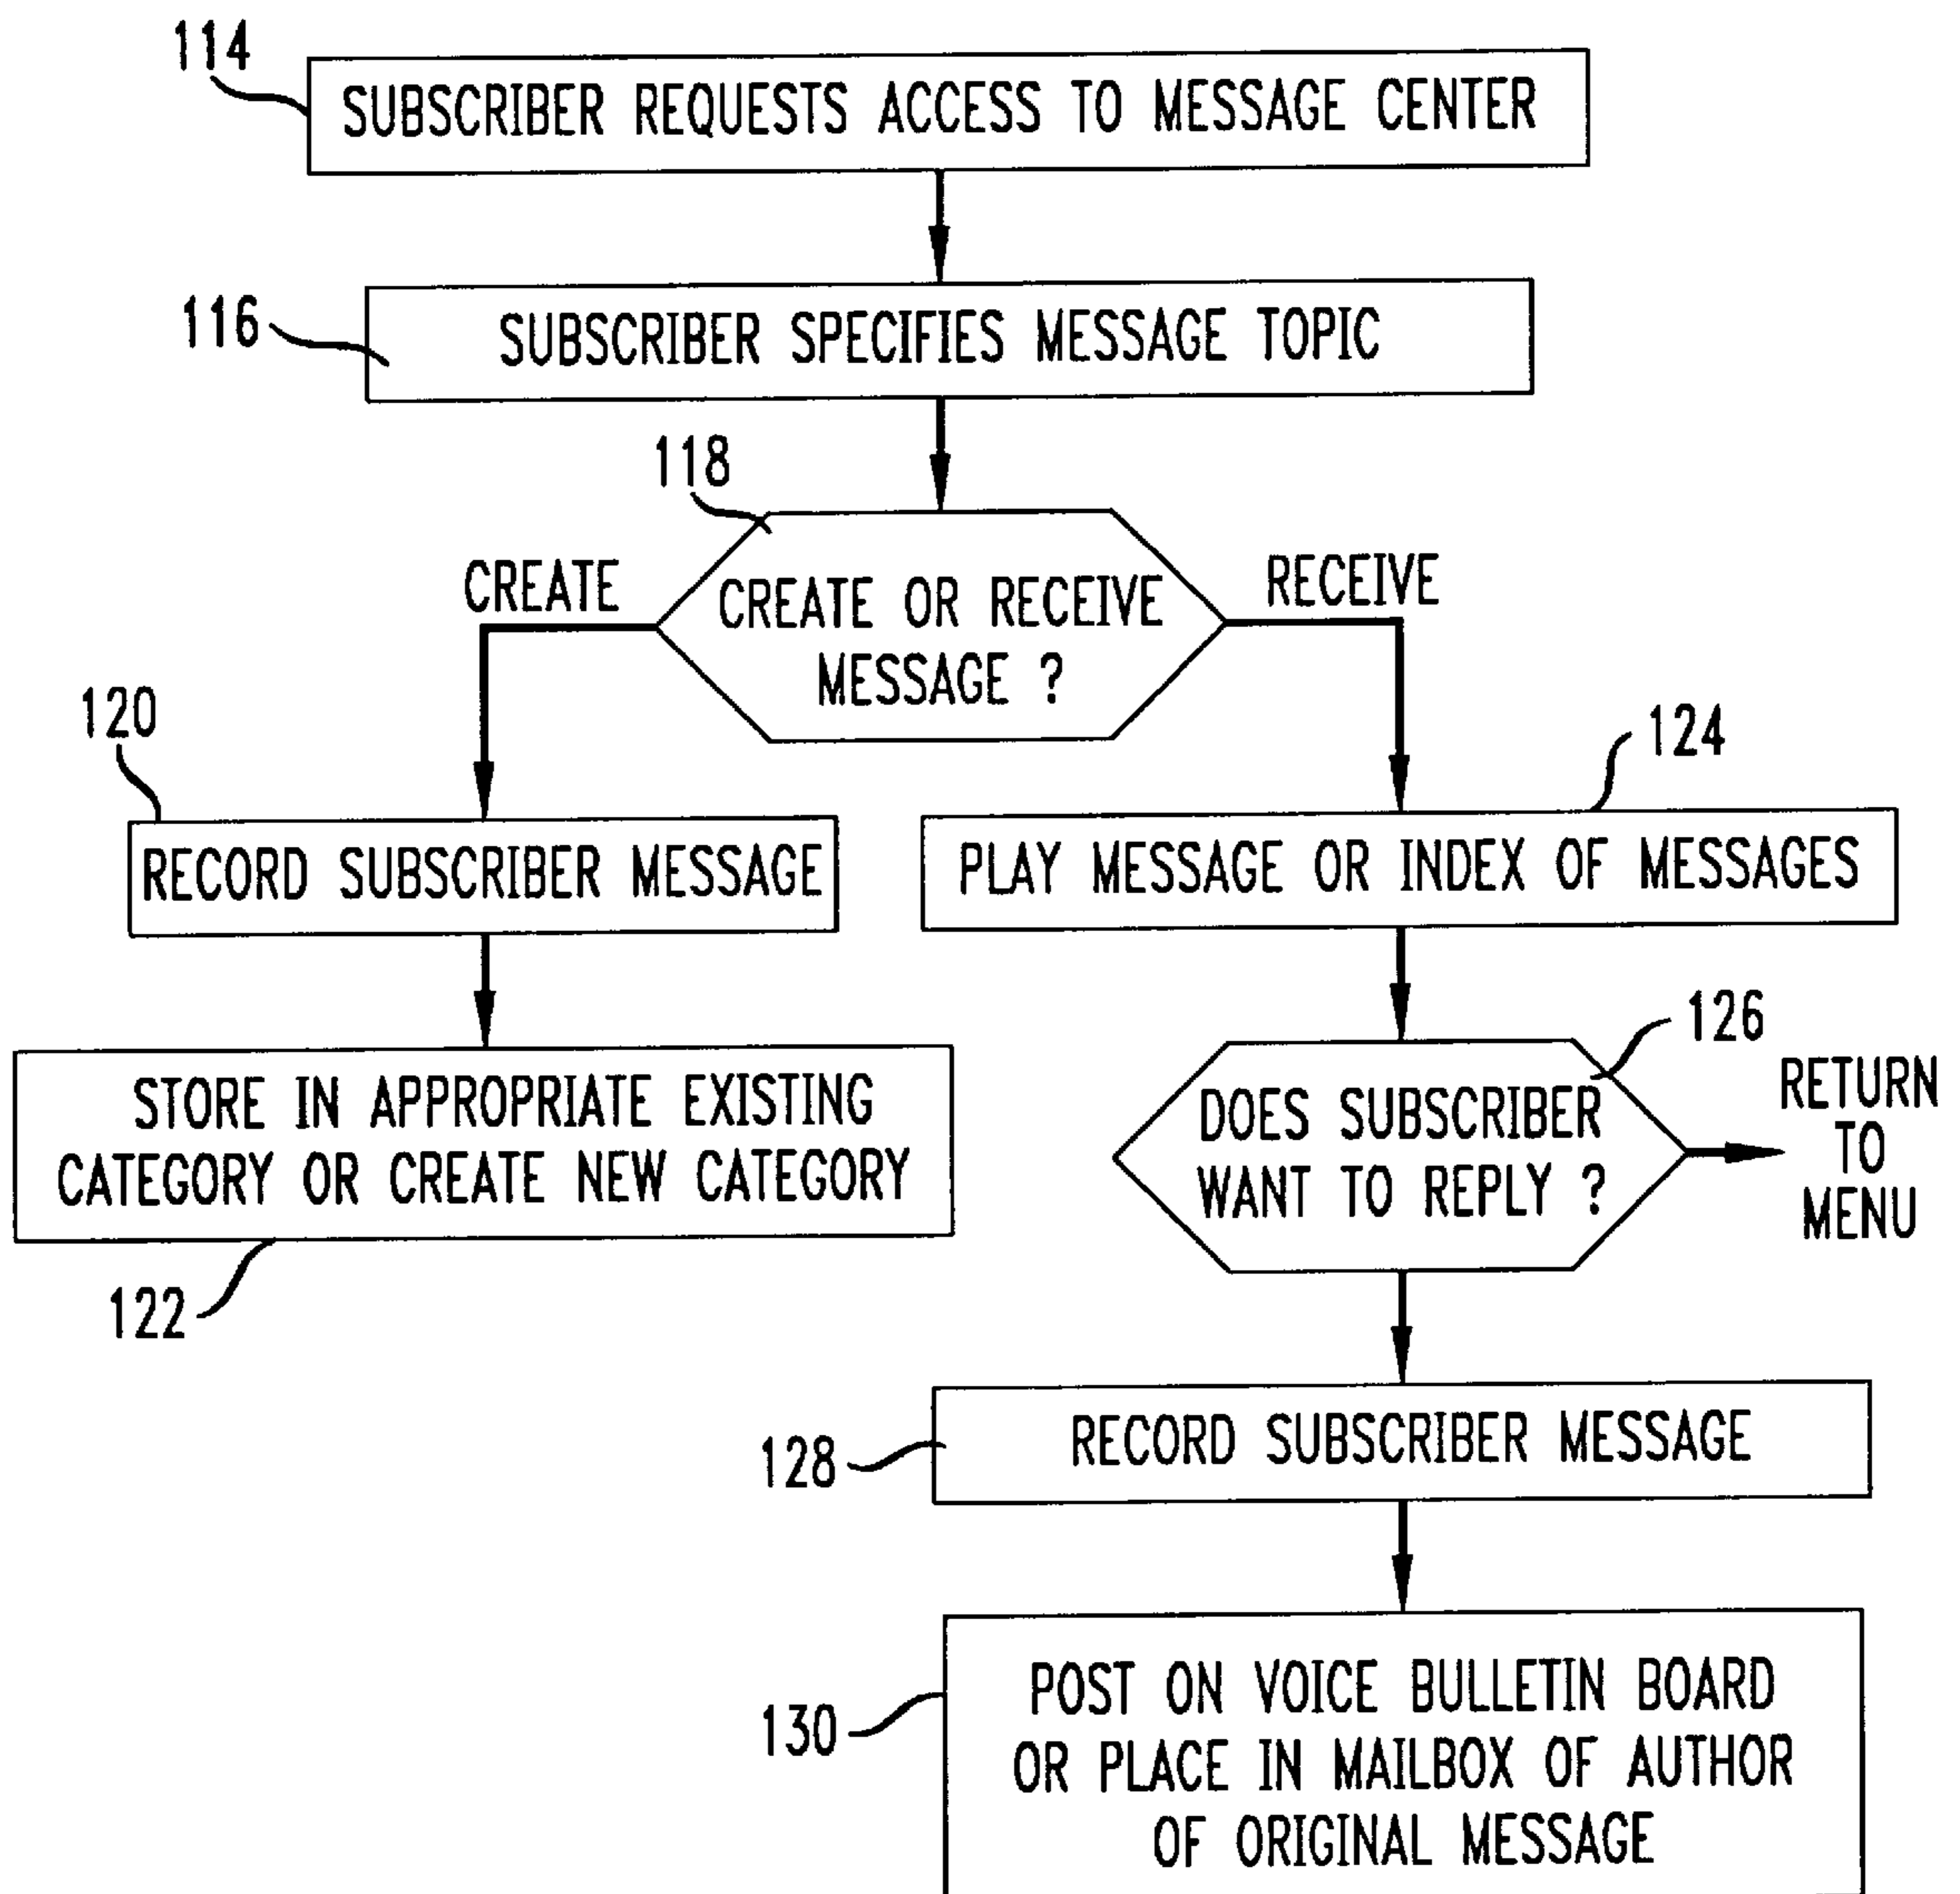 114
SUBSCRIBER REQUESTS ACCESS TO MESSAGE CENTER
116
SUBSCRIBER SPECIFIES MESSAGE TOPIC
118
CREATE
CREATE OR RECEIVE
MESSAGE ?
RECEIVE
120
RECORD SUBSCRIBER MESSAGE
124
PLAY MESSAGE OR INDEX OF MESSAGES
STORE IN APPROPRIATE EXISTING
CATEGORY OR CREATE NEW CATEGORY
122
126
DOES SUBSCRIBER
WANT TO REPLY ?
RETURN
TO
MENU
128
RECORD SUBSCRIBER MESSAGE
130
POST ON VOICE BULLETIN BOARD
OR PLACE IN MAILBOX OF AUTHOR
OF ORIGINAL MESSAGE